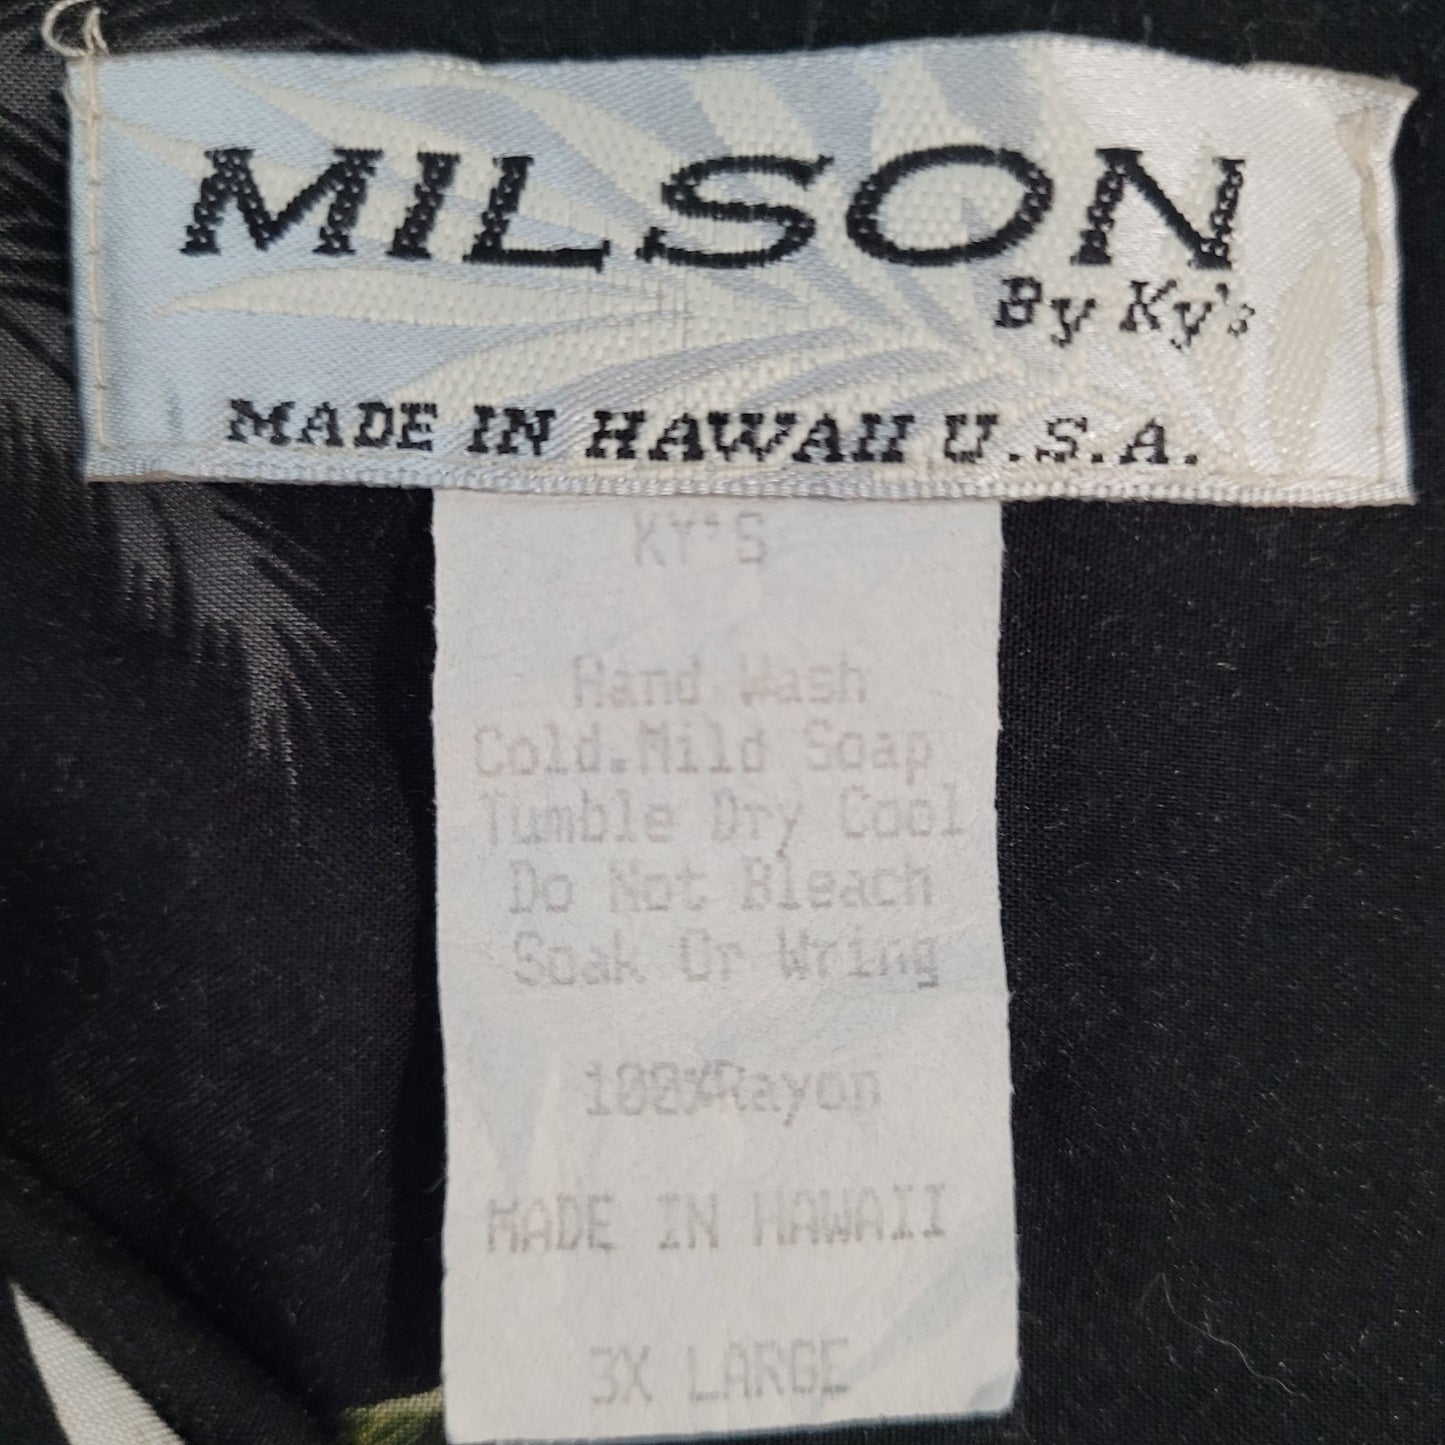 MILSON
By Ky's
MADE IN HAWAII U.S.A.
KY'S
Hand Wash
Cold.Mild Soap
Tumble Dry Cool
Do Not Bleach
Soak Or Wring
100%Rayon
MADE IN HAWAII
3X LARGE